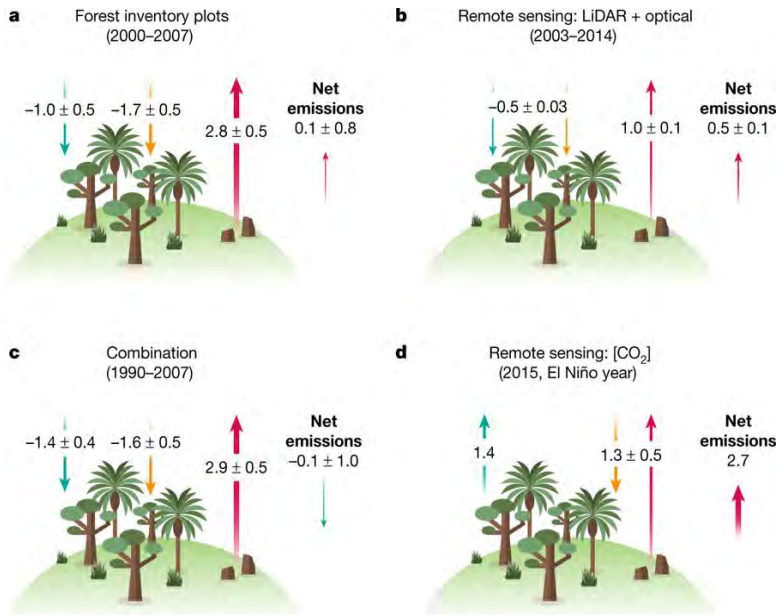 a
Forest inventory plots
(2000–2007)
−1.0 ± 0.5
−1.7 ± 0.5
2.8 ± 0.5
Net
emissions
0.1 ± 0.8
b
Remote sensing: LiDAR + optical
(2003–2014)
−0.5 ± 0.03
1.0 ± 0.1
Net
emissions
0.5 ± 0.1
c
Combination
(1990–2007)
−1.4 ± 0.4
−1.6 ± 0.5
2.9 ± 0.5
Net
emissions
−0.1 ± 1.0
d
Remote sensing: [CO₂]
(2015, El Niño year)
1.4
1.3 ± 0.5
Net
emissions
2.7